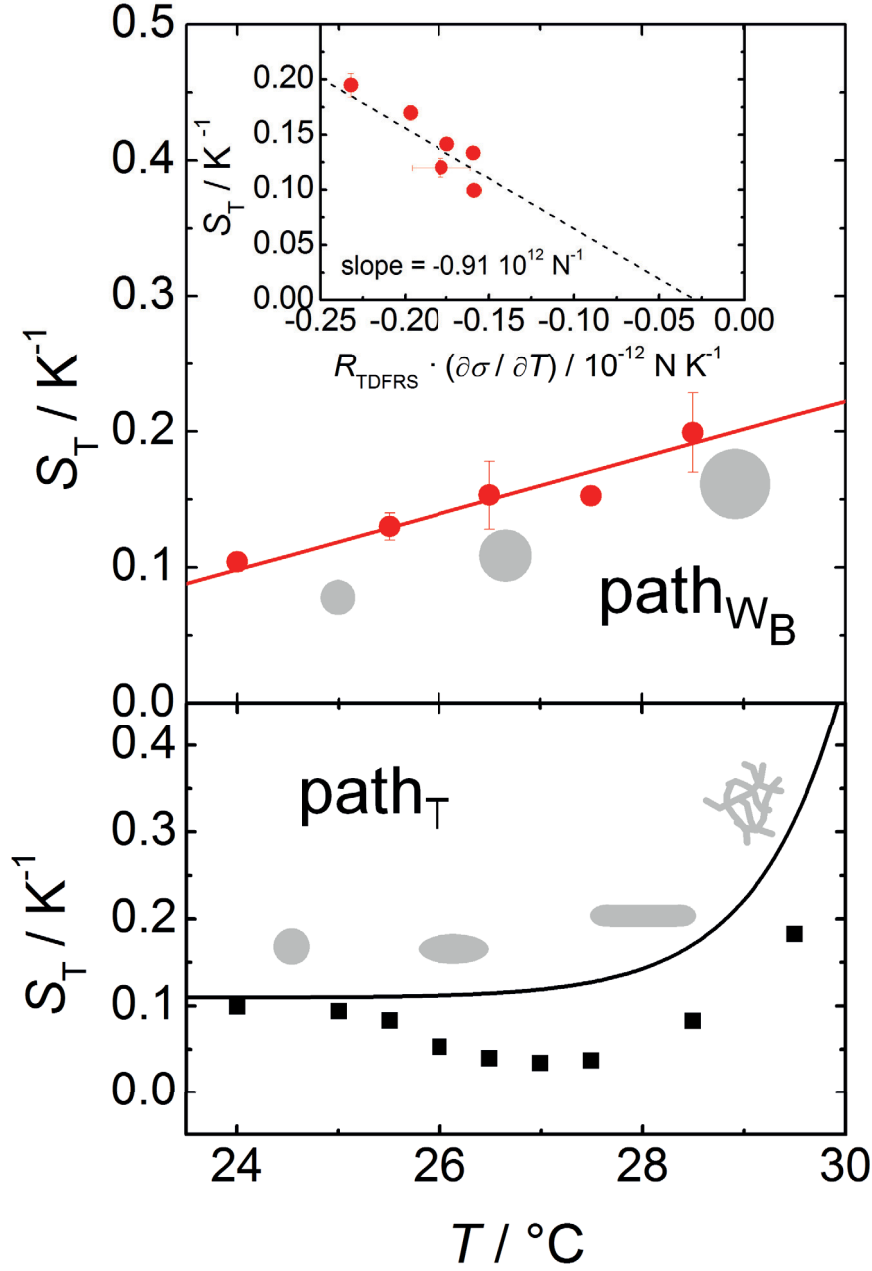 0.5
0.4
0.3
0.2
0.1
0.0
S_T / K^-1
0.20
0.15
0.10
0.05
0.00
S_T / K^-1
slope = -0.91 10^12 N^-1
-0.25 -0.20 -0.15 -0.10 -0.05 0.00
R_TDFRS · (∂σ / ∂T) / 10^-12 N K^-1
path_W_B
0.4
0.3
0.2
0.1
0.0
S_T / K^-1
path_T
24 26 28 30
T / °C